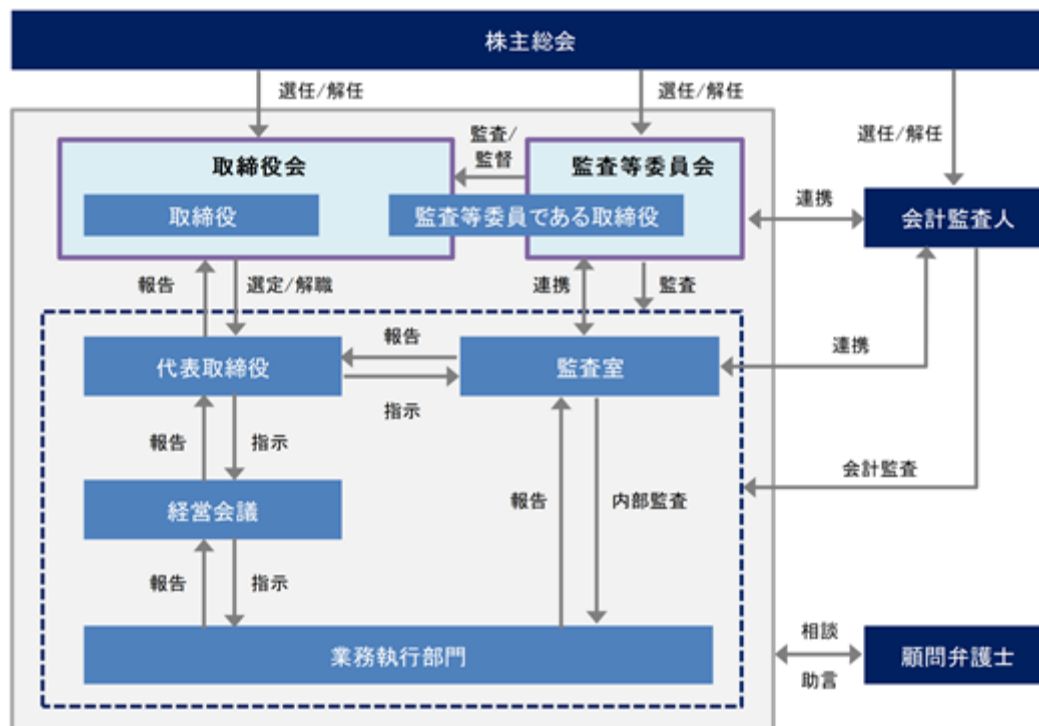 株主総会
選任/解任
選任/解任
選任/解任
取締役会
監査/
監督
監査等委員会
取締役
監査等委員である取締役
連携
会計監査人
報告
選定/解職
連携
監査
代表取締役
報告
指示
監査室
連携
報告
指示
会計監査
経営会議
報告
内部監査
報告
指示
業務執行部門
相談
助言
顧問弁護士